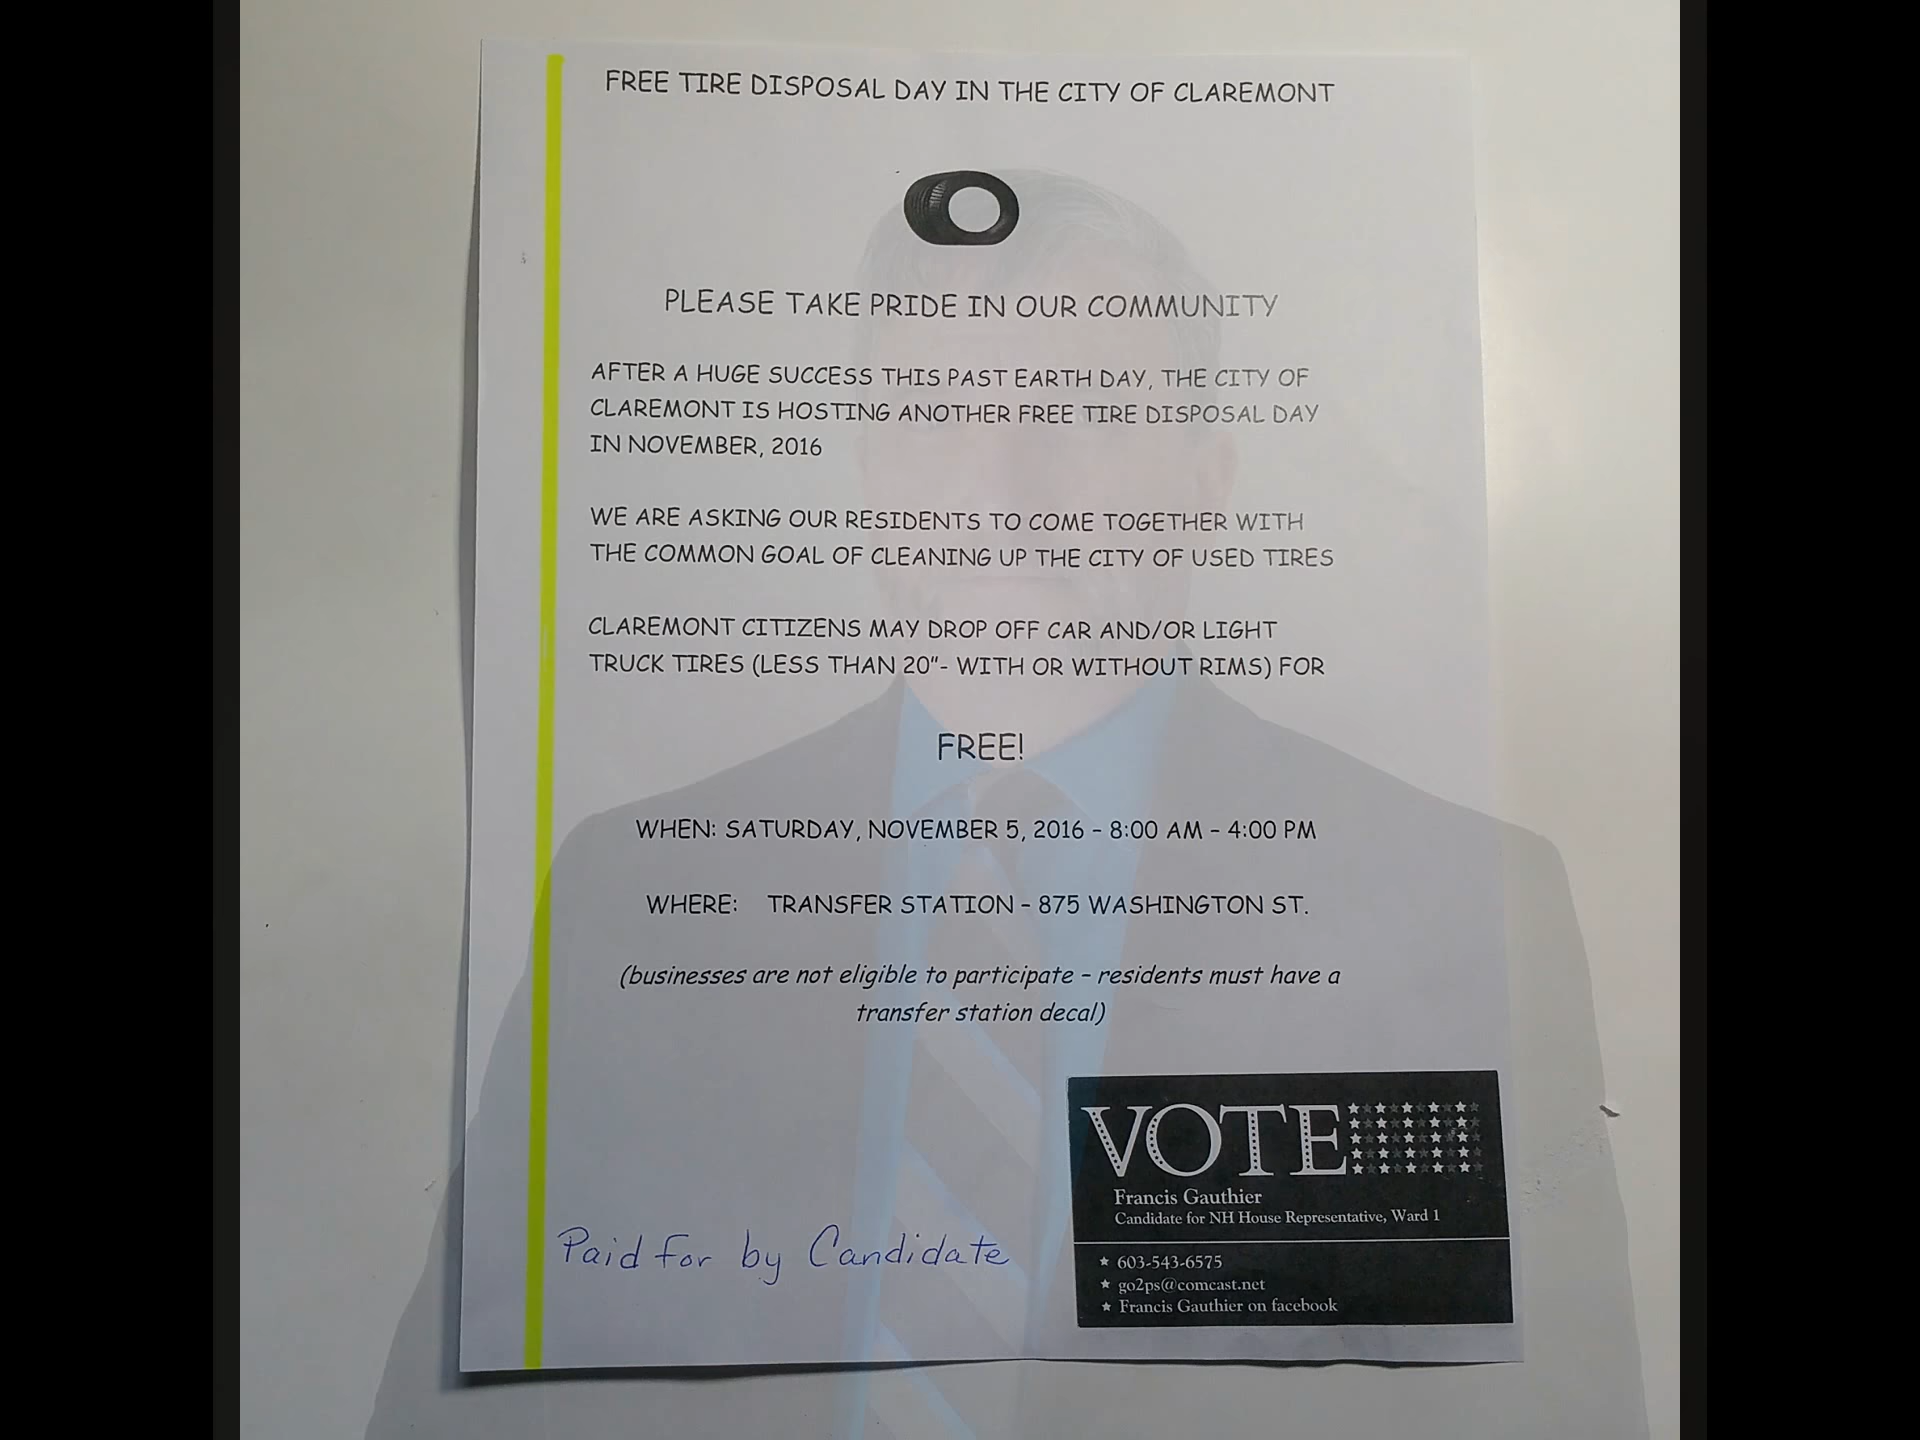 FREE TIRE DISPOSAL DAY IN THE CITY OF CLAREMONT
PLEASE TAKE PRIDE IN OUR COMMUNITY
AFTER A HUGE SUCCESS THIS PAST EARTH DAY, THE CITY OF
CLAREMONT IS HOSTING ANOTHER FREE TIRE DISPOSAL DAY
IN NOVEMBER, 2016
WE ARE ASKING OUR RESIDENTS TO COME TOGETHER WITH
THE COMMON GOAL OF CLEANING UP THE CITY OF USED TIRES
CLAREMONT CITIZENS MAY DROP OFF CAR AND/OR LIGHT
TRUCK TIRES (LESS THAN 20"- WITH OR WITHOUT RIMS) FOR
FREE!
WHEN: SATURDAY, NOVEMBER 5, 2016 – 8:00 AM – 4:00 PM
WHERE: TRANSFER STATION – 875 WASHINGTON ST.
(businesses are not eligible to participate – residents must have a
transfer station decal)
Paid for by Candidate
VOTE
Francis Gauthier
Candidate for NH House Representative, Ward 1
603-543-6575
go2ps@comcast.net
Francis Gauthier on facebook